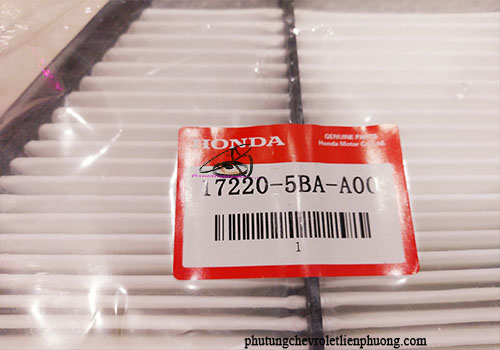 HONDA
GENUINE PARTS
Honda Motor Co., Ltd.
17220-5BA-A00
1
phutungchevroletlienphuong.com